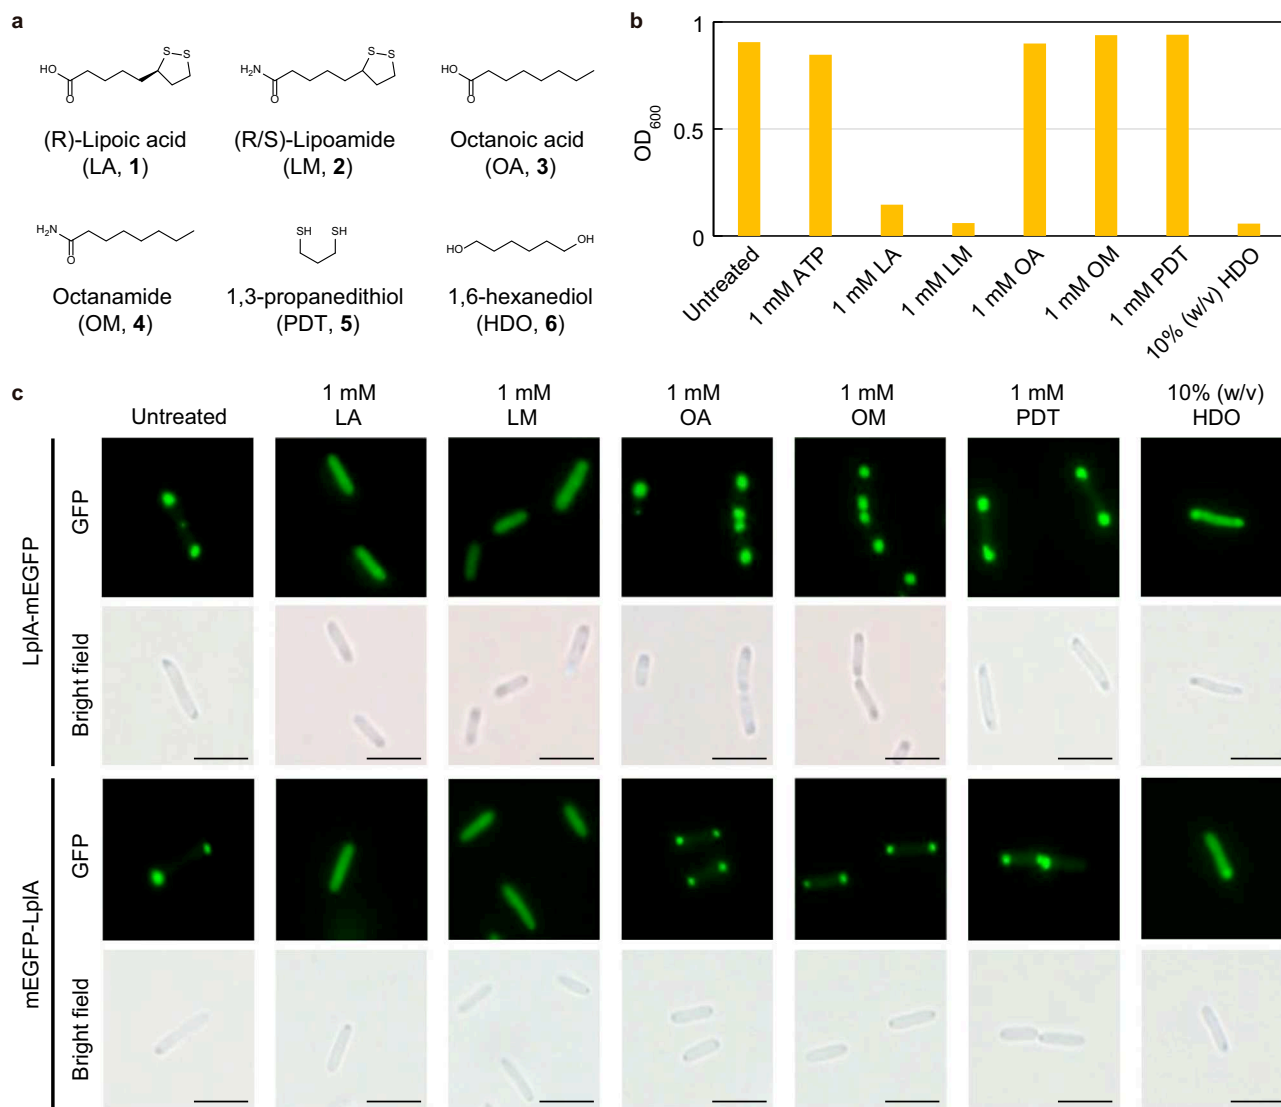 a
HO
O
S
S
(R)-Lipoic acid
(LA, 1)
H₂N
O
S
S
(R/S)-Lipoamide
(LM, 2)
HO
O
Octanoic acid
(OA, 3)
H₂N
O
Octanamide
(OM, 4)
SH SH
1,3-propanedithiol
(PDT, 5)
HO
OH
1,6-hexanediol
(HDO, 6)
b
OD₆₀₀
1
0.5
0
Untreated
1 mM ATP
1 mM LA
1 mM LM
1 mM OA
1 mM OM
1 mM PDT
10% (w/v) HDO
c
Untreated
1 mM
LA
1 mM
LM
1 mM
OA
1 mM
OM
1 mM
PDT
10% (w/v)
HDO
LplA-mEGFP
GFP
Bright field
mEGFP-LplA
GFP
Bright field